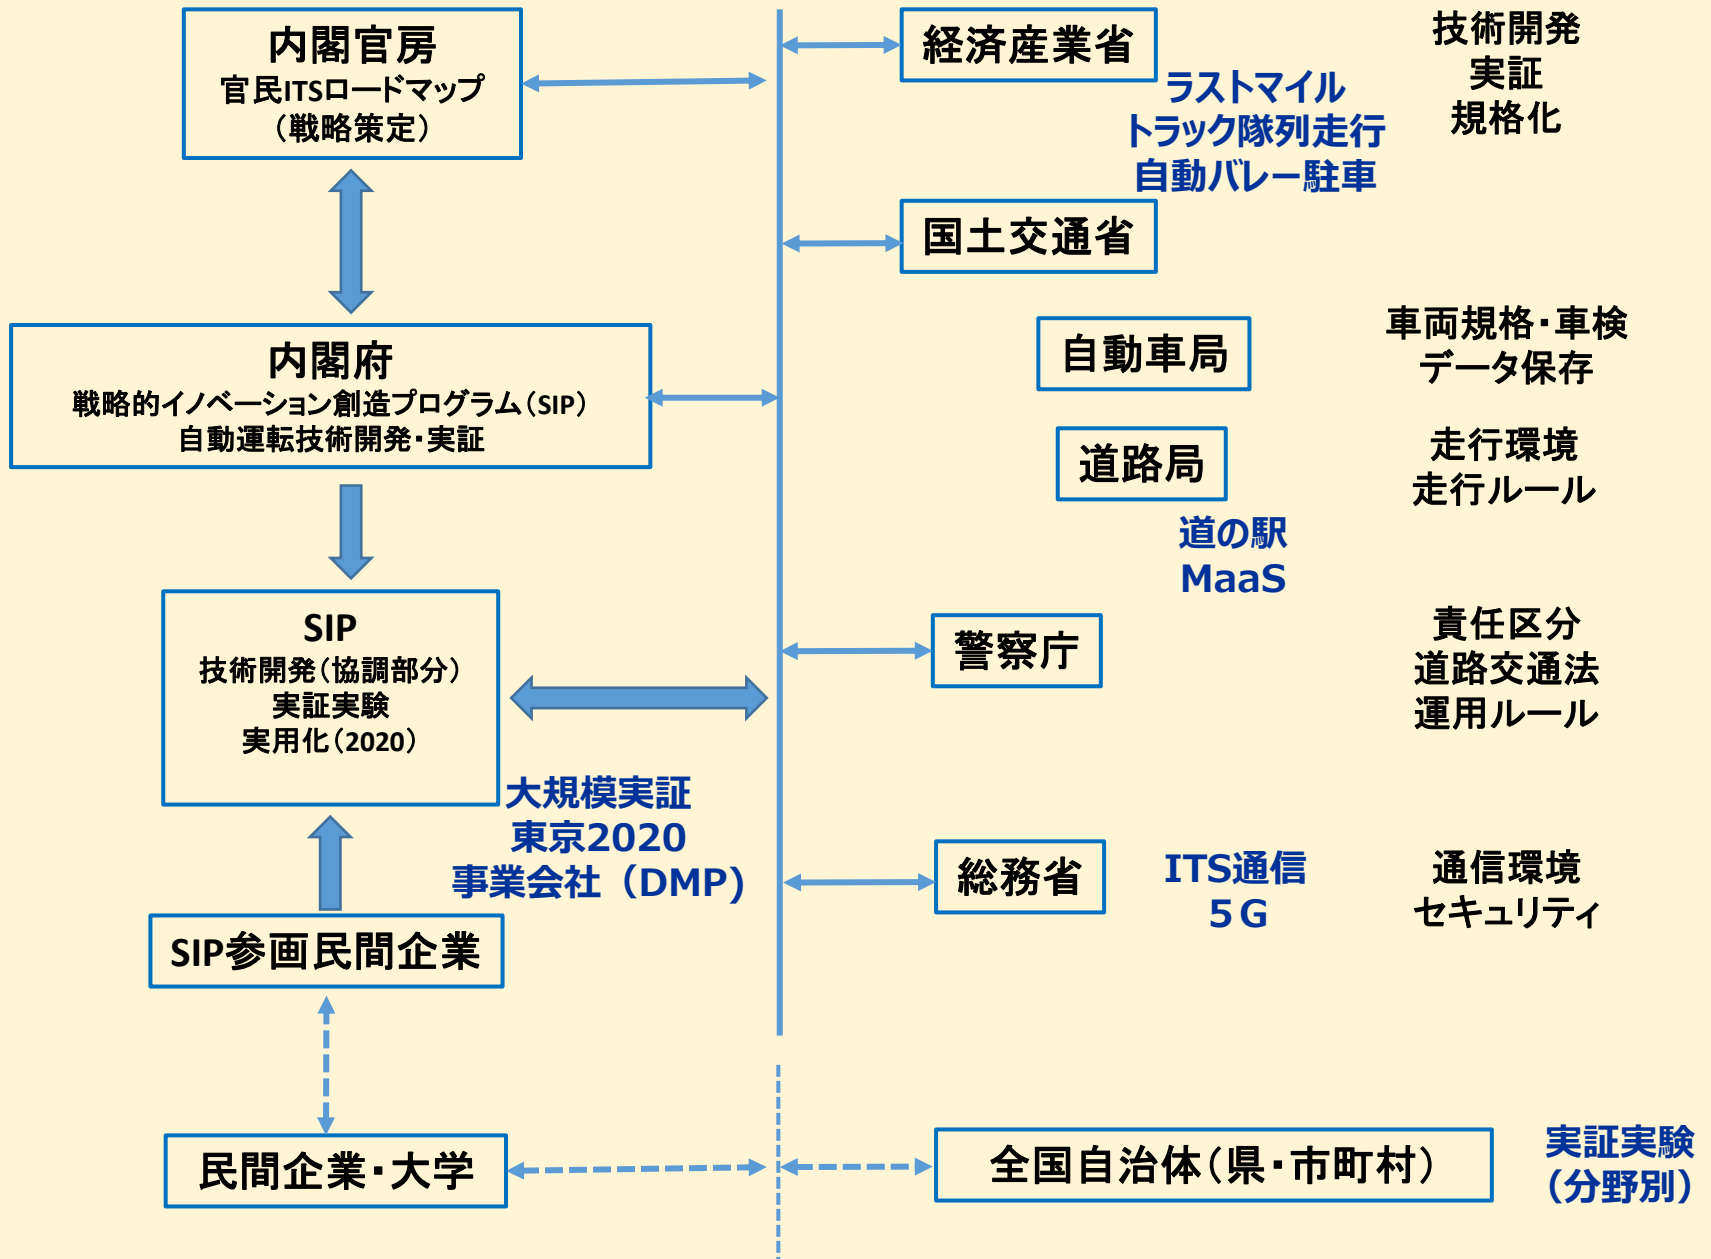 内閣官房
官民ITSロードマップ
（戦略策定）
内閣府
戦略的イノベーション創造プログラム（SIP）
自動運転技術開発・実証
SIP
技術開発（協調部分）
実証実験
実用化（2020）
大規模実証
東京2020
事業会社（DMP）
SIP参画民間企業
民間企業・大学
経済産業省
ラストマイル
トラック隊列走行
自動バレー駐車
技術開発
実証
規格化
国土交通省
自動車局
車両規格・車検
データ保存
道路局
走行環境
走行ルール
道の駅
MaaS
警察庁
責任区分
道路交通法
運用ルール
総務省
ITS通信
５G
通信環境
セキュリティ
全国自治体（県・市町村）
実証実験
（分野別）